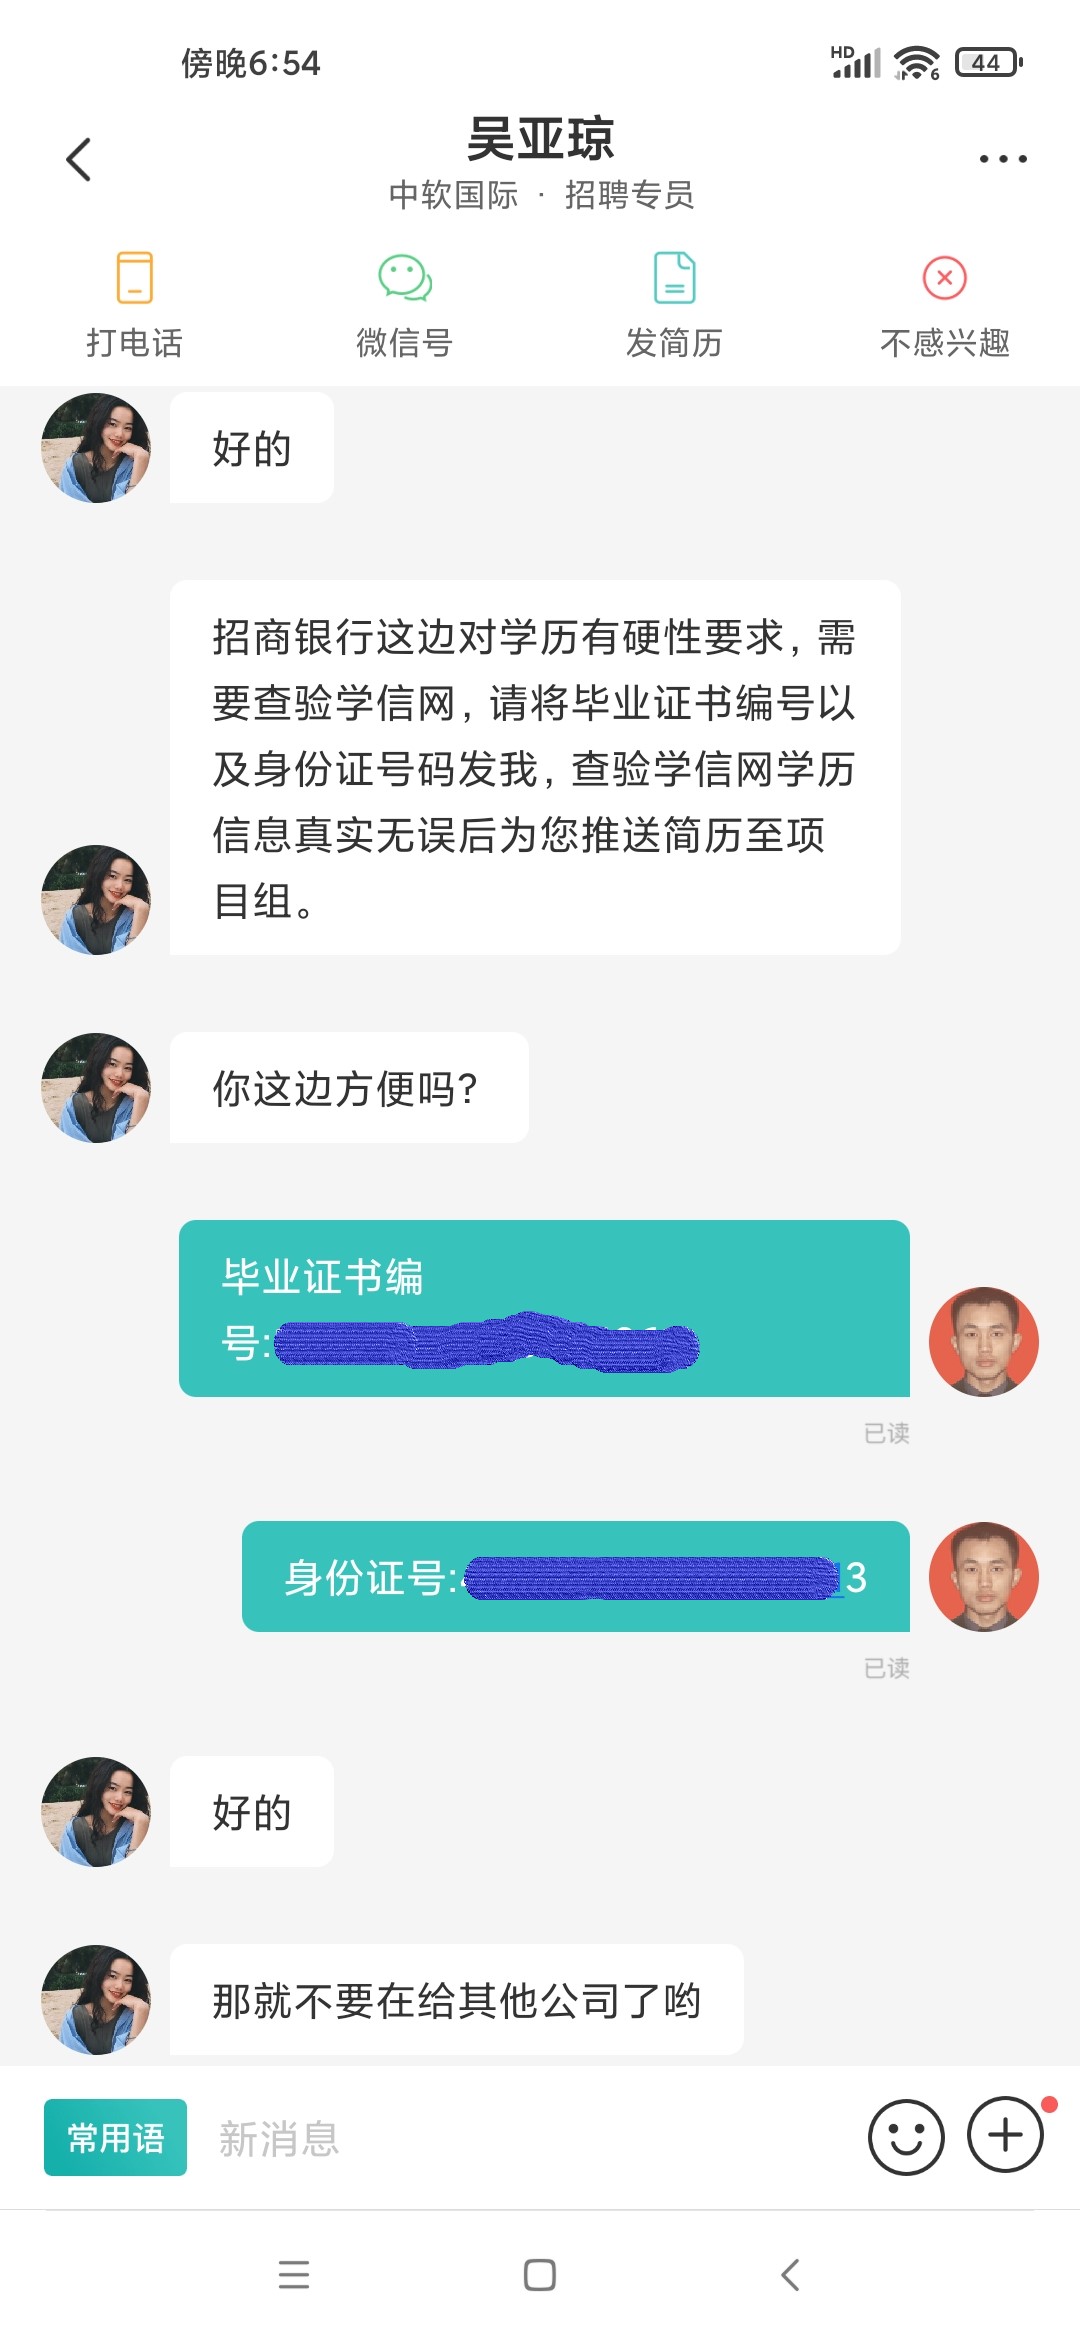 傍晚6:54
HD
6
44
吴亚琼
中软国际 · 招聘专员
打电话
微信号
发简历
不感兴趣
好的
招商银行这边对学历有硬性要求, 需
要查验学信网, 请将毕业证书编号以
及身份证号码发我, 查验学信网学历
信息真实无误后为您推送简历至项
目组。
你这边方便吗?
毕业证书编
号:
已读
身份证号:
3
已读
好的
那就不要在给其他公司了哟
常用语
新消息